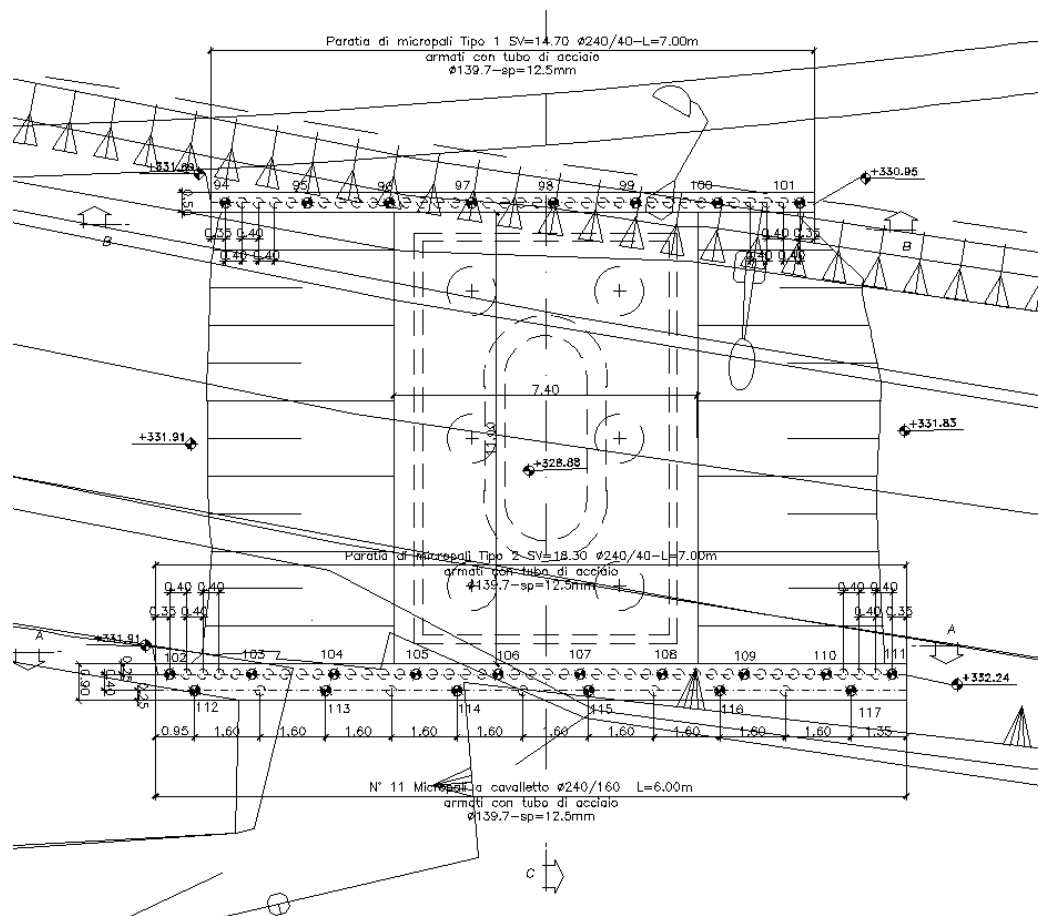 Paratia di micropali Tipo 1 SV=14.70 ø240/40-L=7.00m
armati con tubo di acciaio
ø139.7-sp=12.5mm
+330.95
94 95 96 97 98 99 100 101
0.50
B B
0.35 0.40 0.40 0.35
0.40 0.40 0.40 0.40
7.40
+331.91
+331.83
+328.88
Paratia di micropali Tipo 2 SV=18.30 ø240/40-L=7.00m
armati con tubo di acciaio
ø139.7-sp=12.5mm
0.40 0.40 0.40 0.40
0.35 0.40 0.40 0.35
A A
+331.91
102 103 104 105 106 107 108 109 110 111
0.90 0.40 0.25 0.25
+332.24
112 113 114 115 116 117
0.95 1.60 1.60 1.60 1.60 1.60 1.60 1.60 1.60 1.60 1.60 1.35
N° 11 Micropali a cavalletto ø240/160 L=6.00m
armati con tubo di acciaio
ø139.7-sp=12.5mm
C